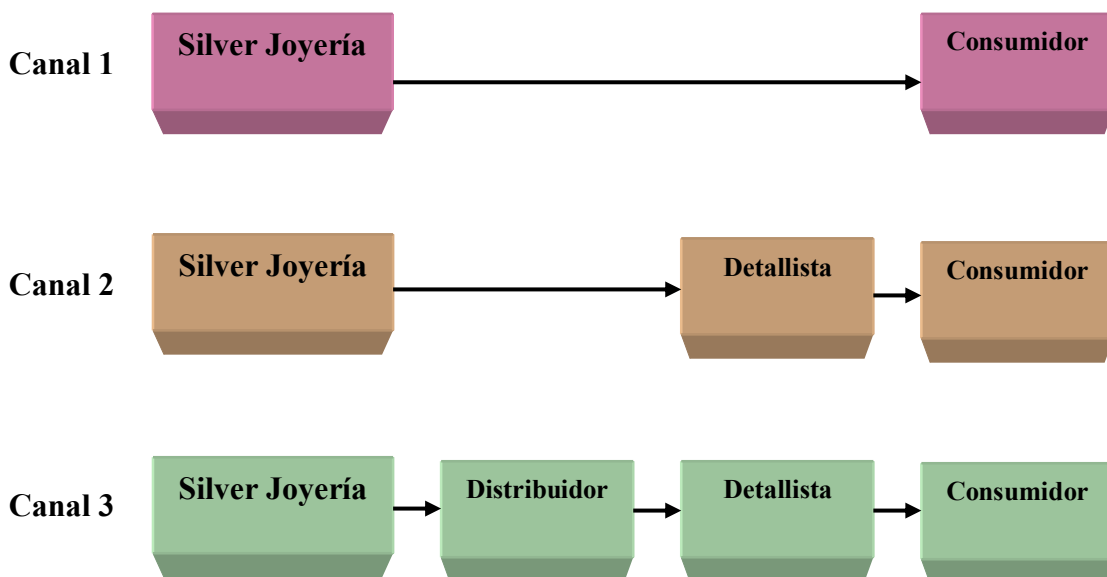 Canal 1
Silver Joyería
Consumidor
Canal 2
Silver Joyería
Detallista
Consumidor
Canal 3
Silver Joyería
Distribuidor
Detallista
Consumidor